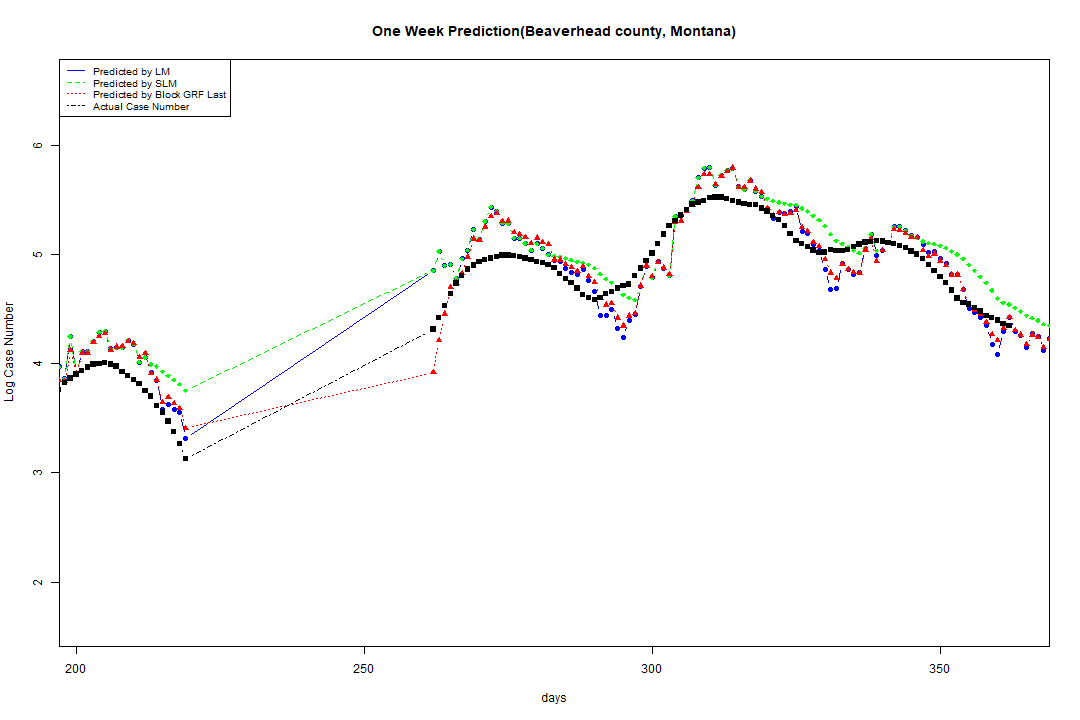 One Week Prediction(Beaverhead county, Montana)
Predicted by LM
Predicted by SLM
Predicted by Block GRF Last
Actual Case Number
6
5
4
3
2
Log Case Number
200 250 300 350
days